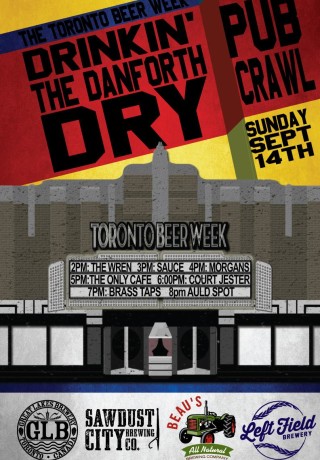 THE TORONTO BEER WEEK
DRINKIN'
THE DANFORTH
DRY
PUB
CRAWL
SUNDAY
SEPT
14TH
TORONTO BEER WEEK
2PM: THE WREN 3PM: SAUCE 4PM: MORGANS
5PM:THE ONLY CAFE 6:00PM: COURT JESTER
7PM: BRASS TAPS 8pm AULD SPOT
GREAT LAKES BREWERY
GLB
SAWDUST
CITY BREWING
CO.
BEAU'S
All Natural
BREWING COMPANY
Left Field
BREWERY